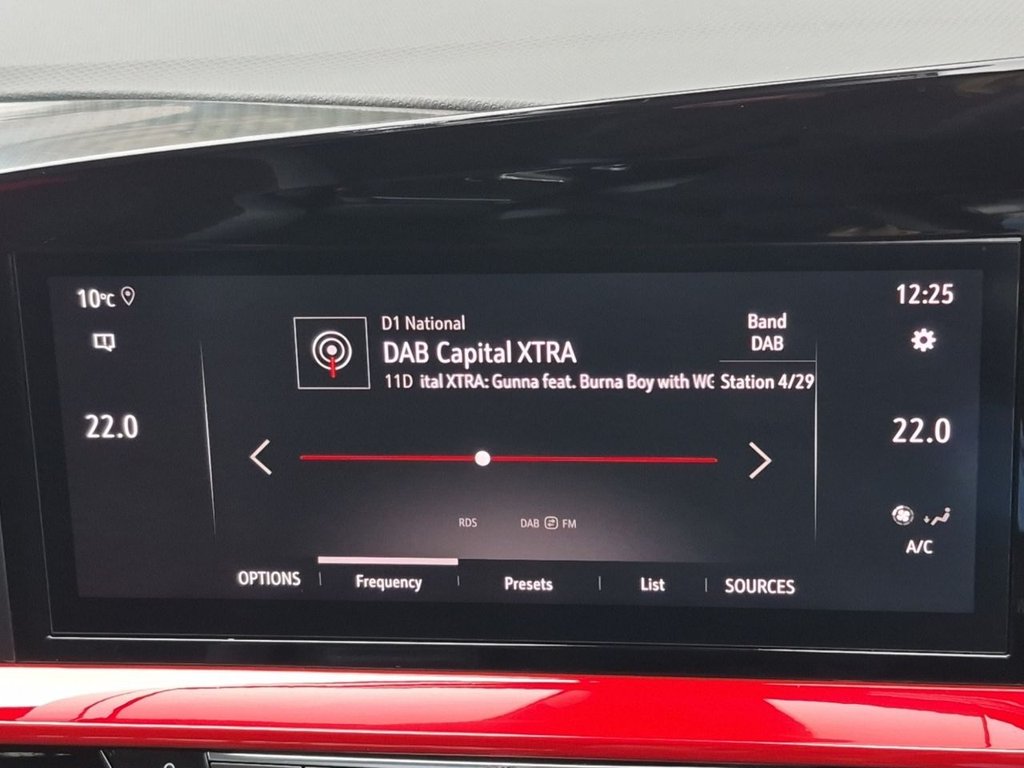 10°C
12:25
D1 National
DAB Capital XTRA
11D ital XTRA: Gunna feat. Burna Boy with WG
Band
DAB
Station 4/29
22.0
22.0
RDS
DAB FM
A/C
OPTIONS
Frequency
Presets
List
SOURCES